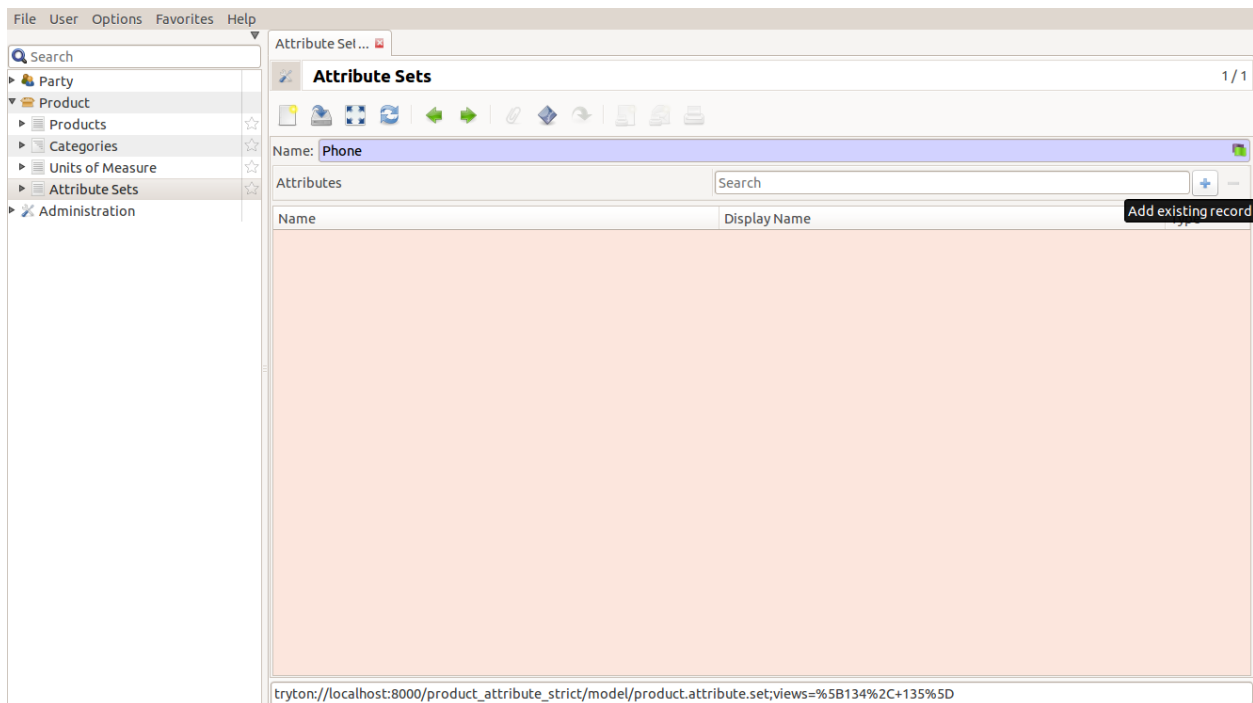 File User Options Favorites Help
Search
Party
Product
Products
Categories
Units of Measure
Attribute Sets
Administration
Attribute Set...
Attribute Sets
1 / 1
Name: Phone
Attributes
Search
Add existing record
Name Display Name
tryton://localhost:8000/product_attribute_strict/model/product.attribute.set;views=%5B134%2C+135%5D